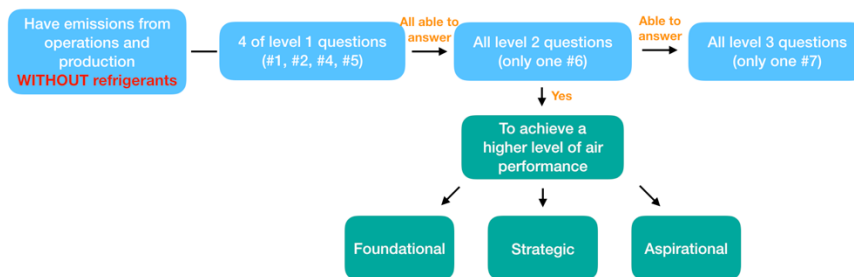 Have emissions from
operations and
production
WITHOUT refrigerants
4 of level 1 questions
(#1, #2, #4, #5)
All able to
answer
All level 2 questions
(only one #6)
Able to
answer
All level 3 questions
(only one #7)
Yes
To achieve a
higher level of air
performance
Foundational
Strategic
Aspirational